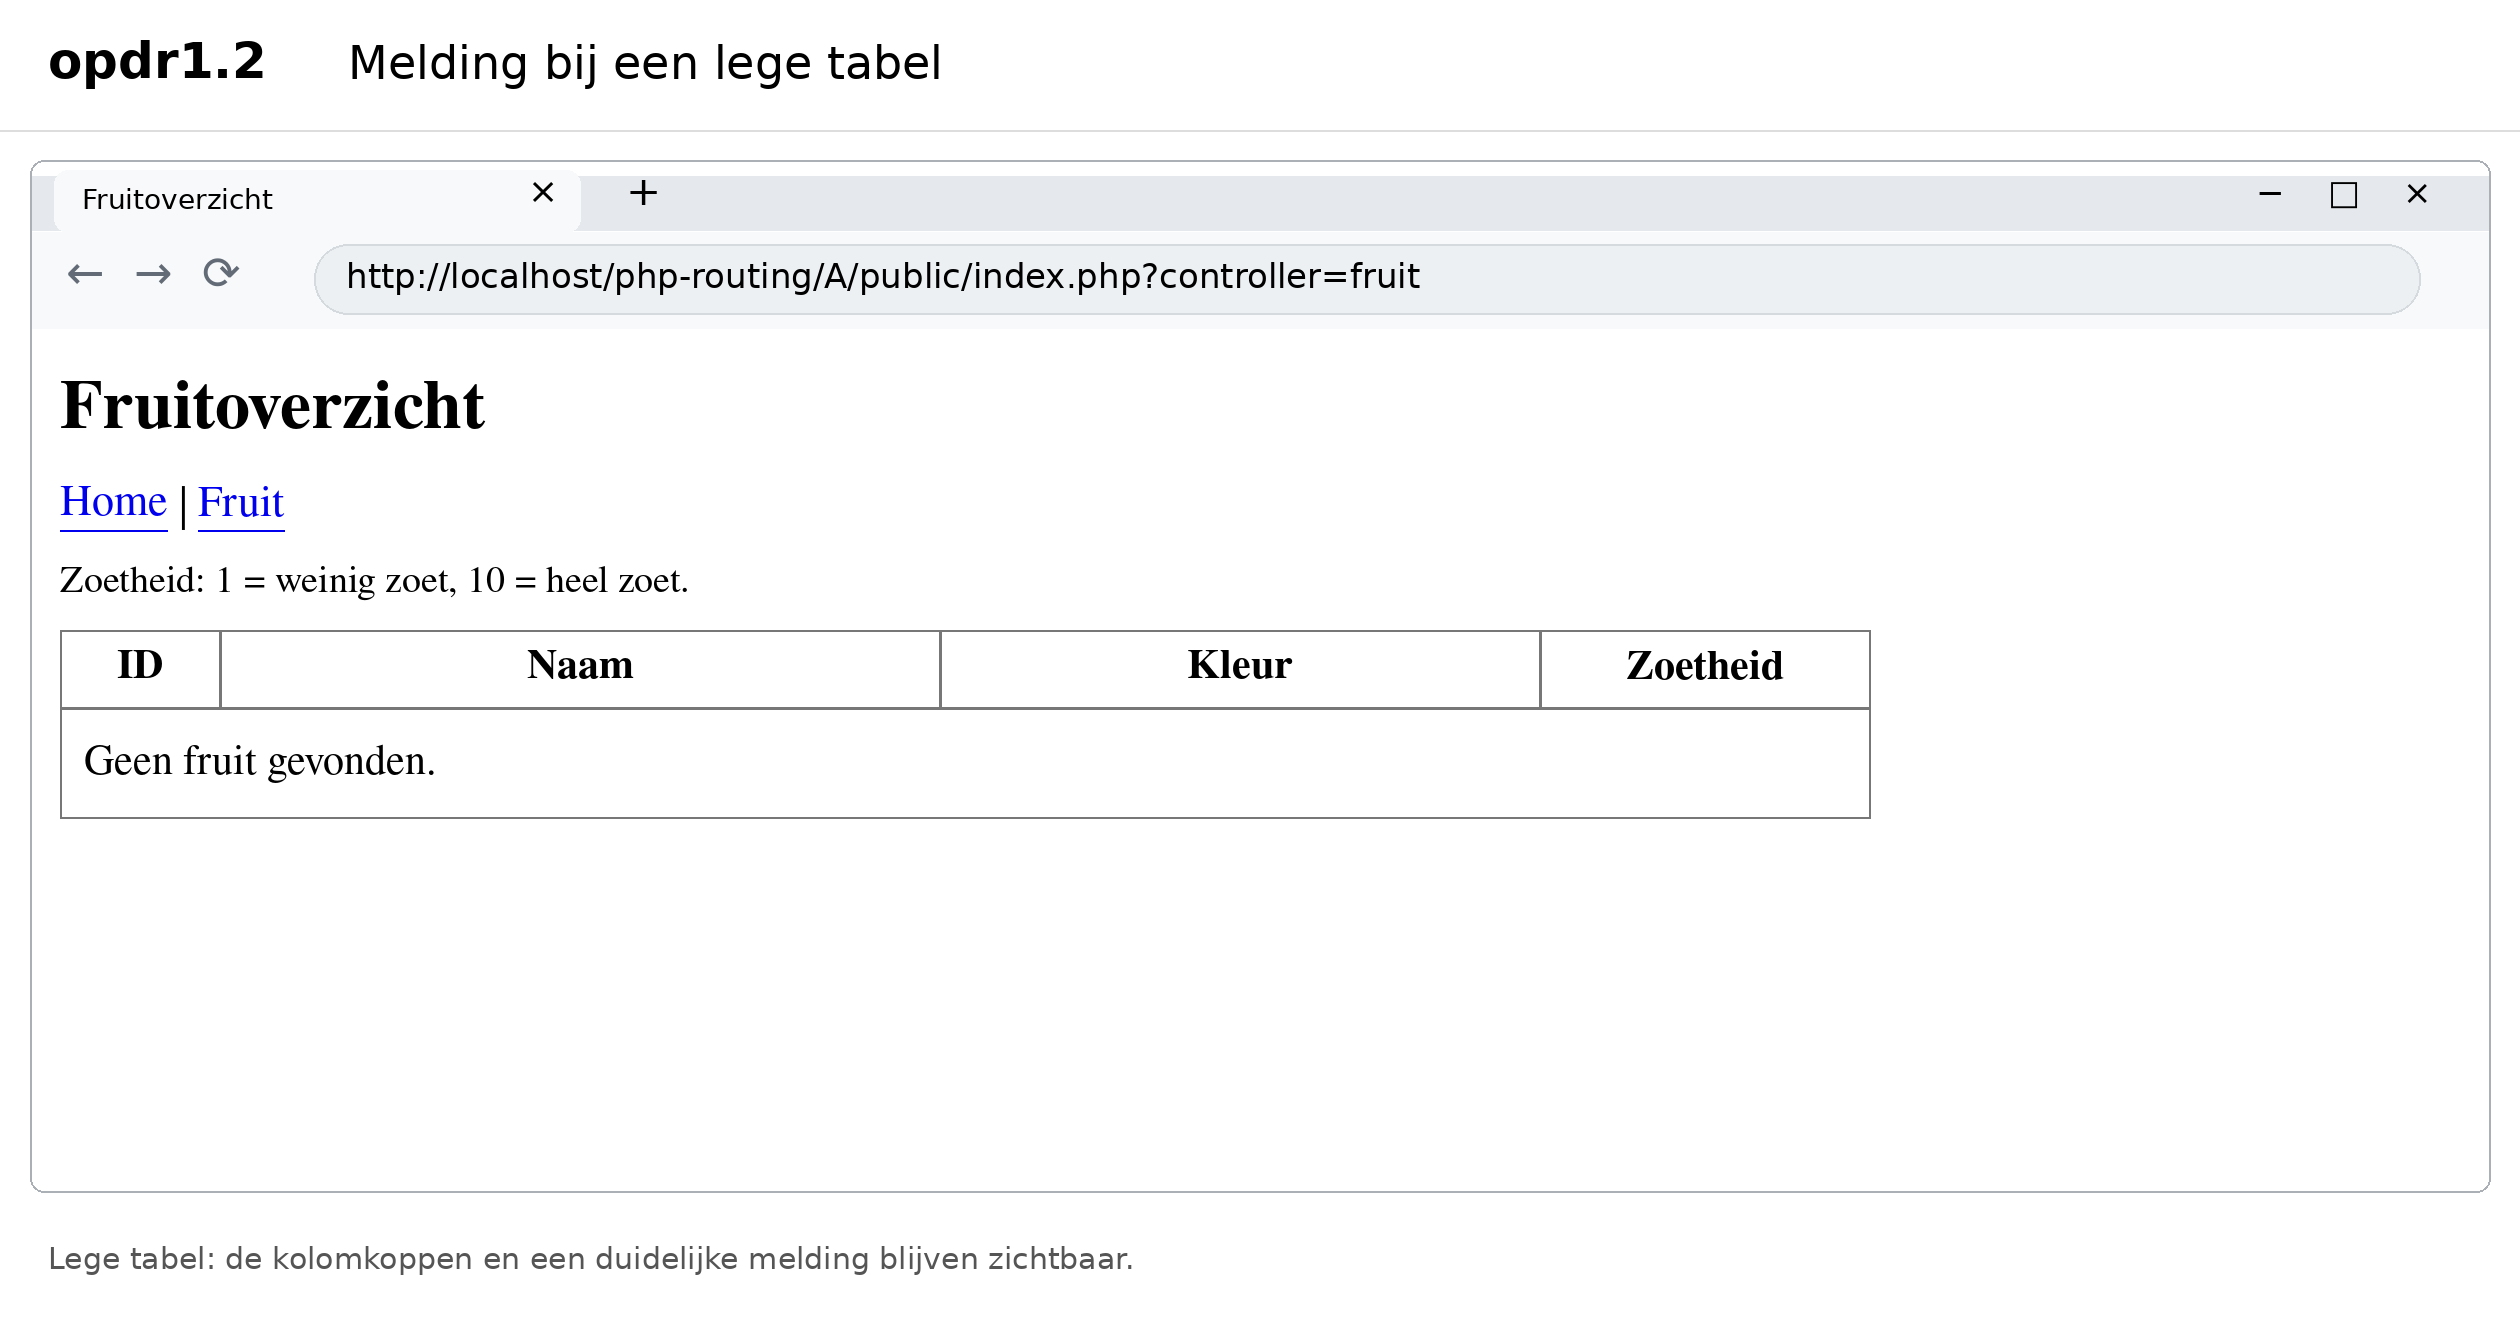 opdr1.2 Melding bij een lege tabel
Fruitoverzicht × + − □ ×
← → ⟳ http://localhost/php-routing/A/public/index.php?controller=fruit
Fruitoverzicht
Home | Fruit
Zoetheid: 1 = weinig zoet, 10 = heel zoet.
ID Naam Kleur Zoetheid
Geen fruit gevonden.
Lege tabel: de kolomkoppen en een duidelijke melding blijven zichtbaar.